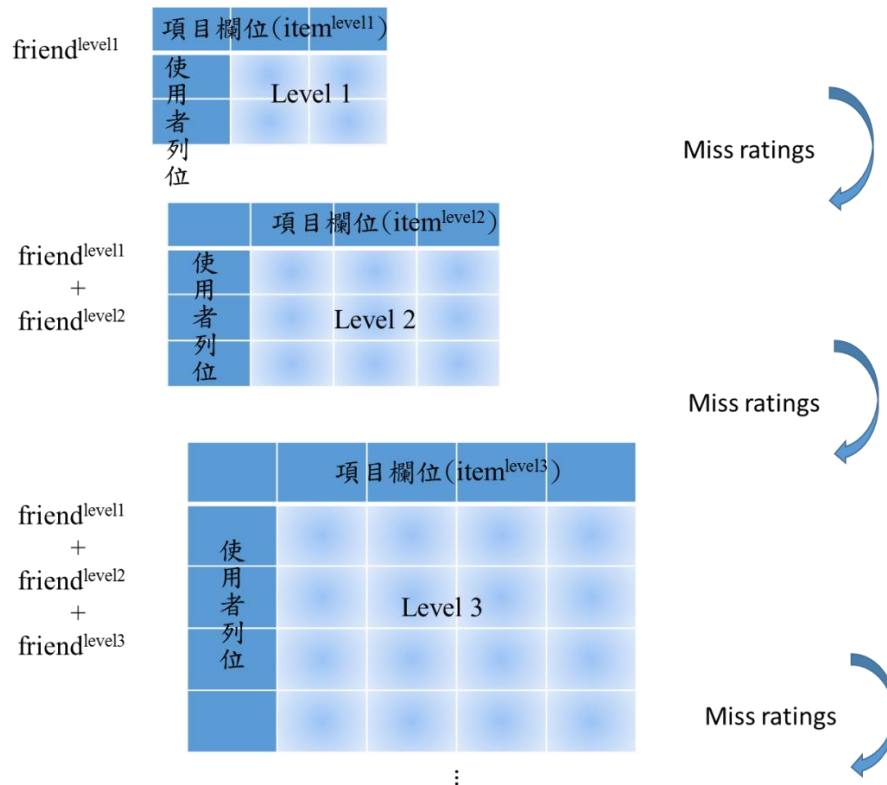 friend^level1
項目欄位(item^level1)
使用者列位
Level 1
Miss ratings
friend^level1
+
friend^level2
項目欄位(item^level2)
使用者列位
Level 2
Miss ratings
friend^level1
+
friend^level2
+
friend^level3
項目欄位(item^level3)
使用者列位
Level 3
Miss ratings
⋮